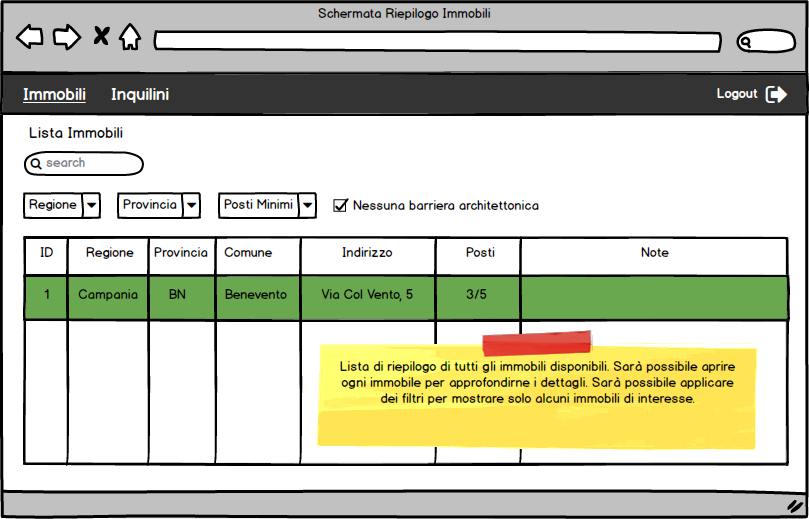 Schermata Riepilogo Immobili
Immobili Inquilini Logout
Lista Immobili
search
Regione Provincia Posti Minimi Nessuna barriera architettonica
ID Regione Provincia Comune Indirizzo Posti Note
1 Campania BN Benevento Via Col Vento, 5 3/5
Lista di riepilogo di tutti gli immobili disponibili. Sarà possibile aprire
ogni immobile per approfondirne i dettagli. Sarà possibile applicare
dei filtri per mostrare solo alcuni immobili di interesse.